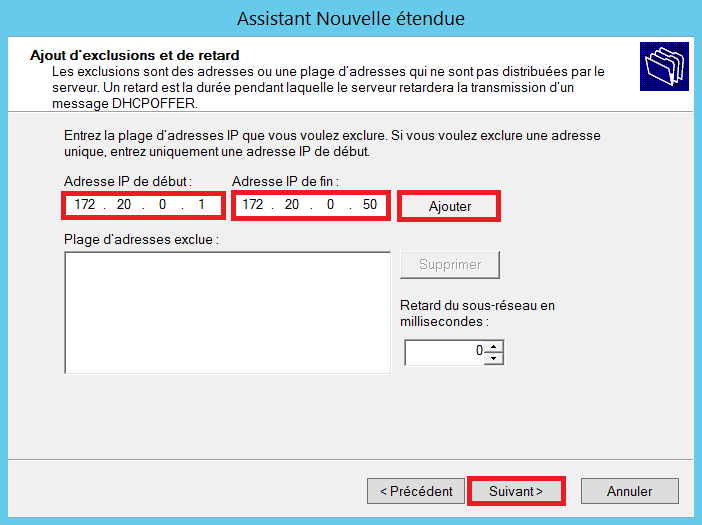 Assistant Nouvelle étendue
Ajout d'exclusions et de retard
Les exclusions sont des adresses ou une plage d'adresses qui ne sont pas distribuées par le
serveur. Un retard est la durée pendant laquelle le serveur retardera la transmission d'un
message DHCPOFFER.
Entrez la plage d'adresses IP que vous voulez exclure. Si vous voulez exclure une adresse
unique, entrez uniquement une adresse IP de début.
Adresse IP de début : Adresse IP de fin :
172 . 20 . 0 . 1 172 . 20 . 0 . 50 Ajouter
Plage d'adresses exclue :
Supprimer
Retard du sous-réseau en
millisecondes :
0
< Précédent Suivant > Annuler